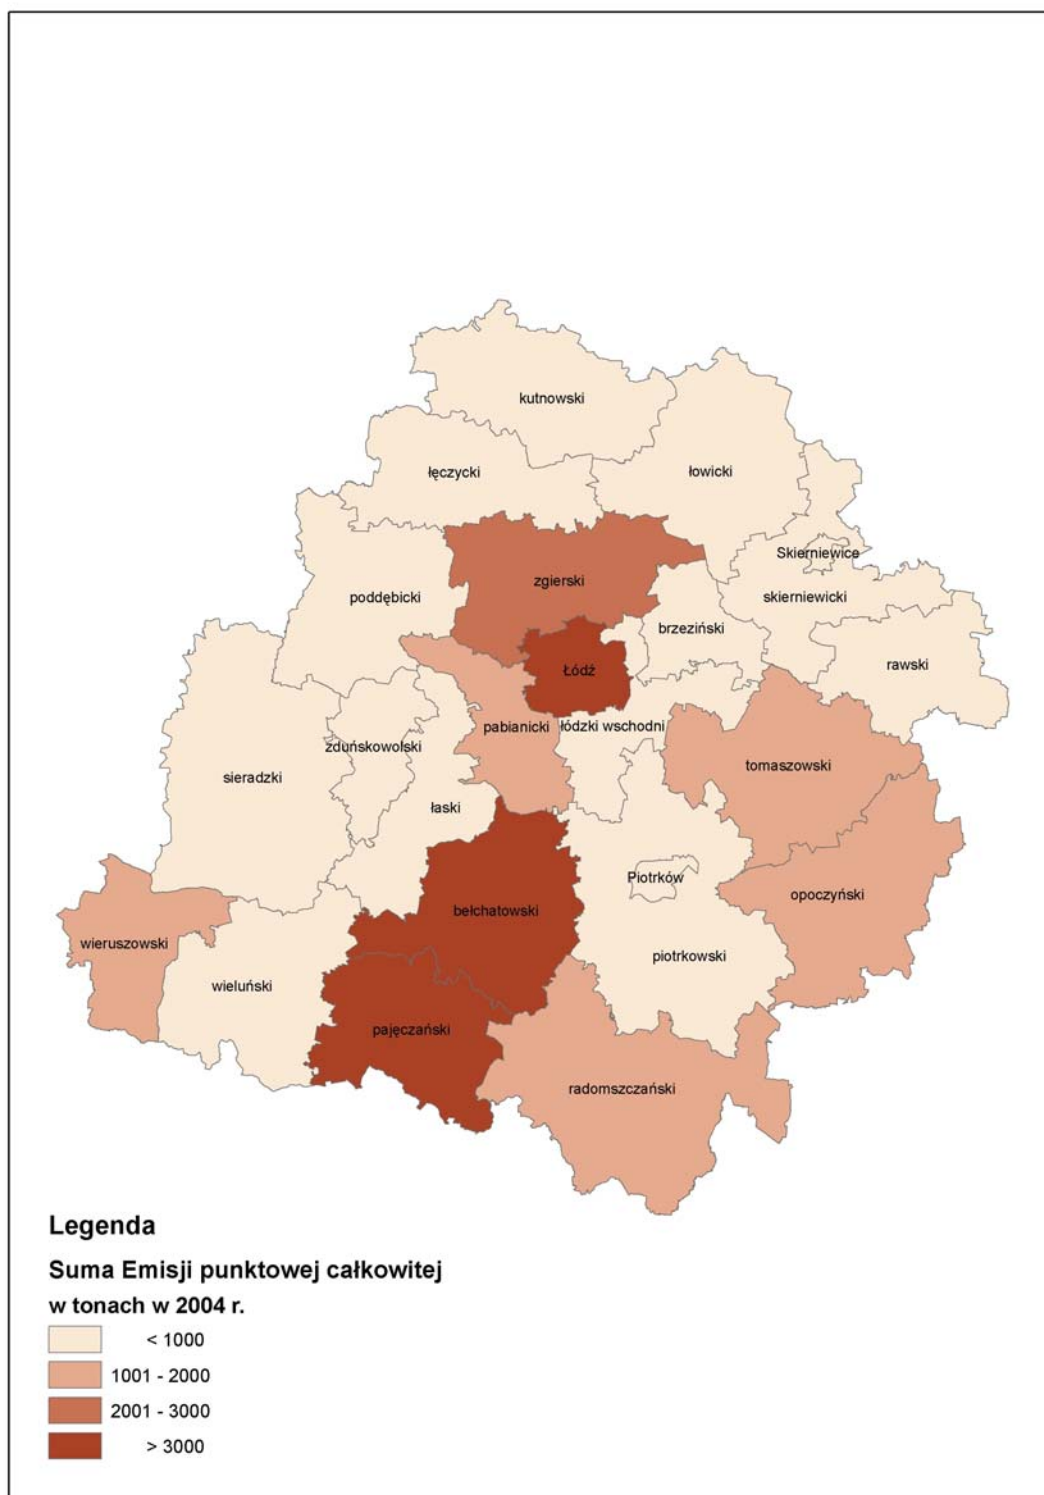 kutnowski
łęczycki
łowicki
Skierniewice
zgierski
poddębicki
skierniewicki
brzeziński
rawski
Łódź
pabianicki
łódzki wschodni
zduńskowolski
tomaszowski
sieradzki
łaski
Piotrków
opoczyński
bełchatowski
wieruszowski
piotrkowski
wieluński
pajęczański
radomszczański
Legenda
Suma Emisji punktowej całkowitej
w tonach w 2004 r.
< 1000
1001 - 2000
2001 - 3000
> 3000